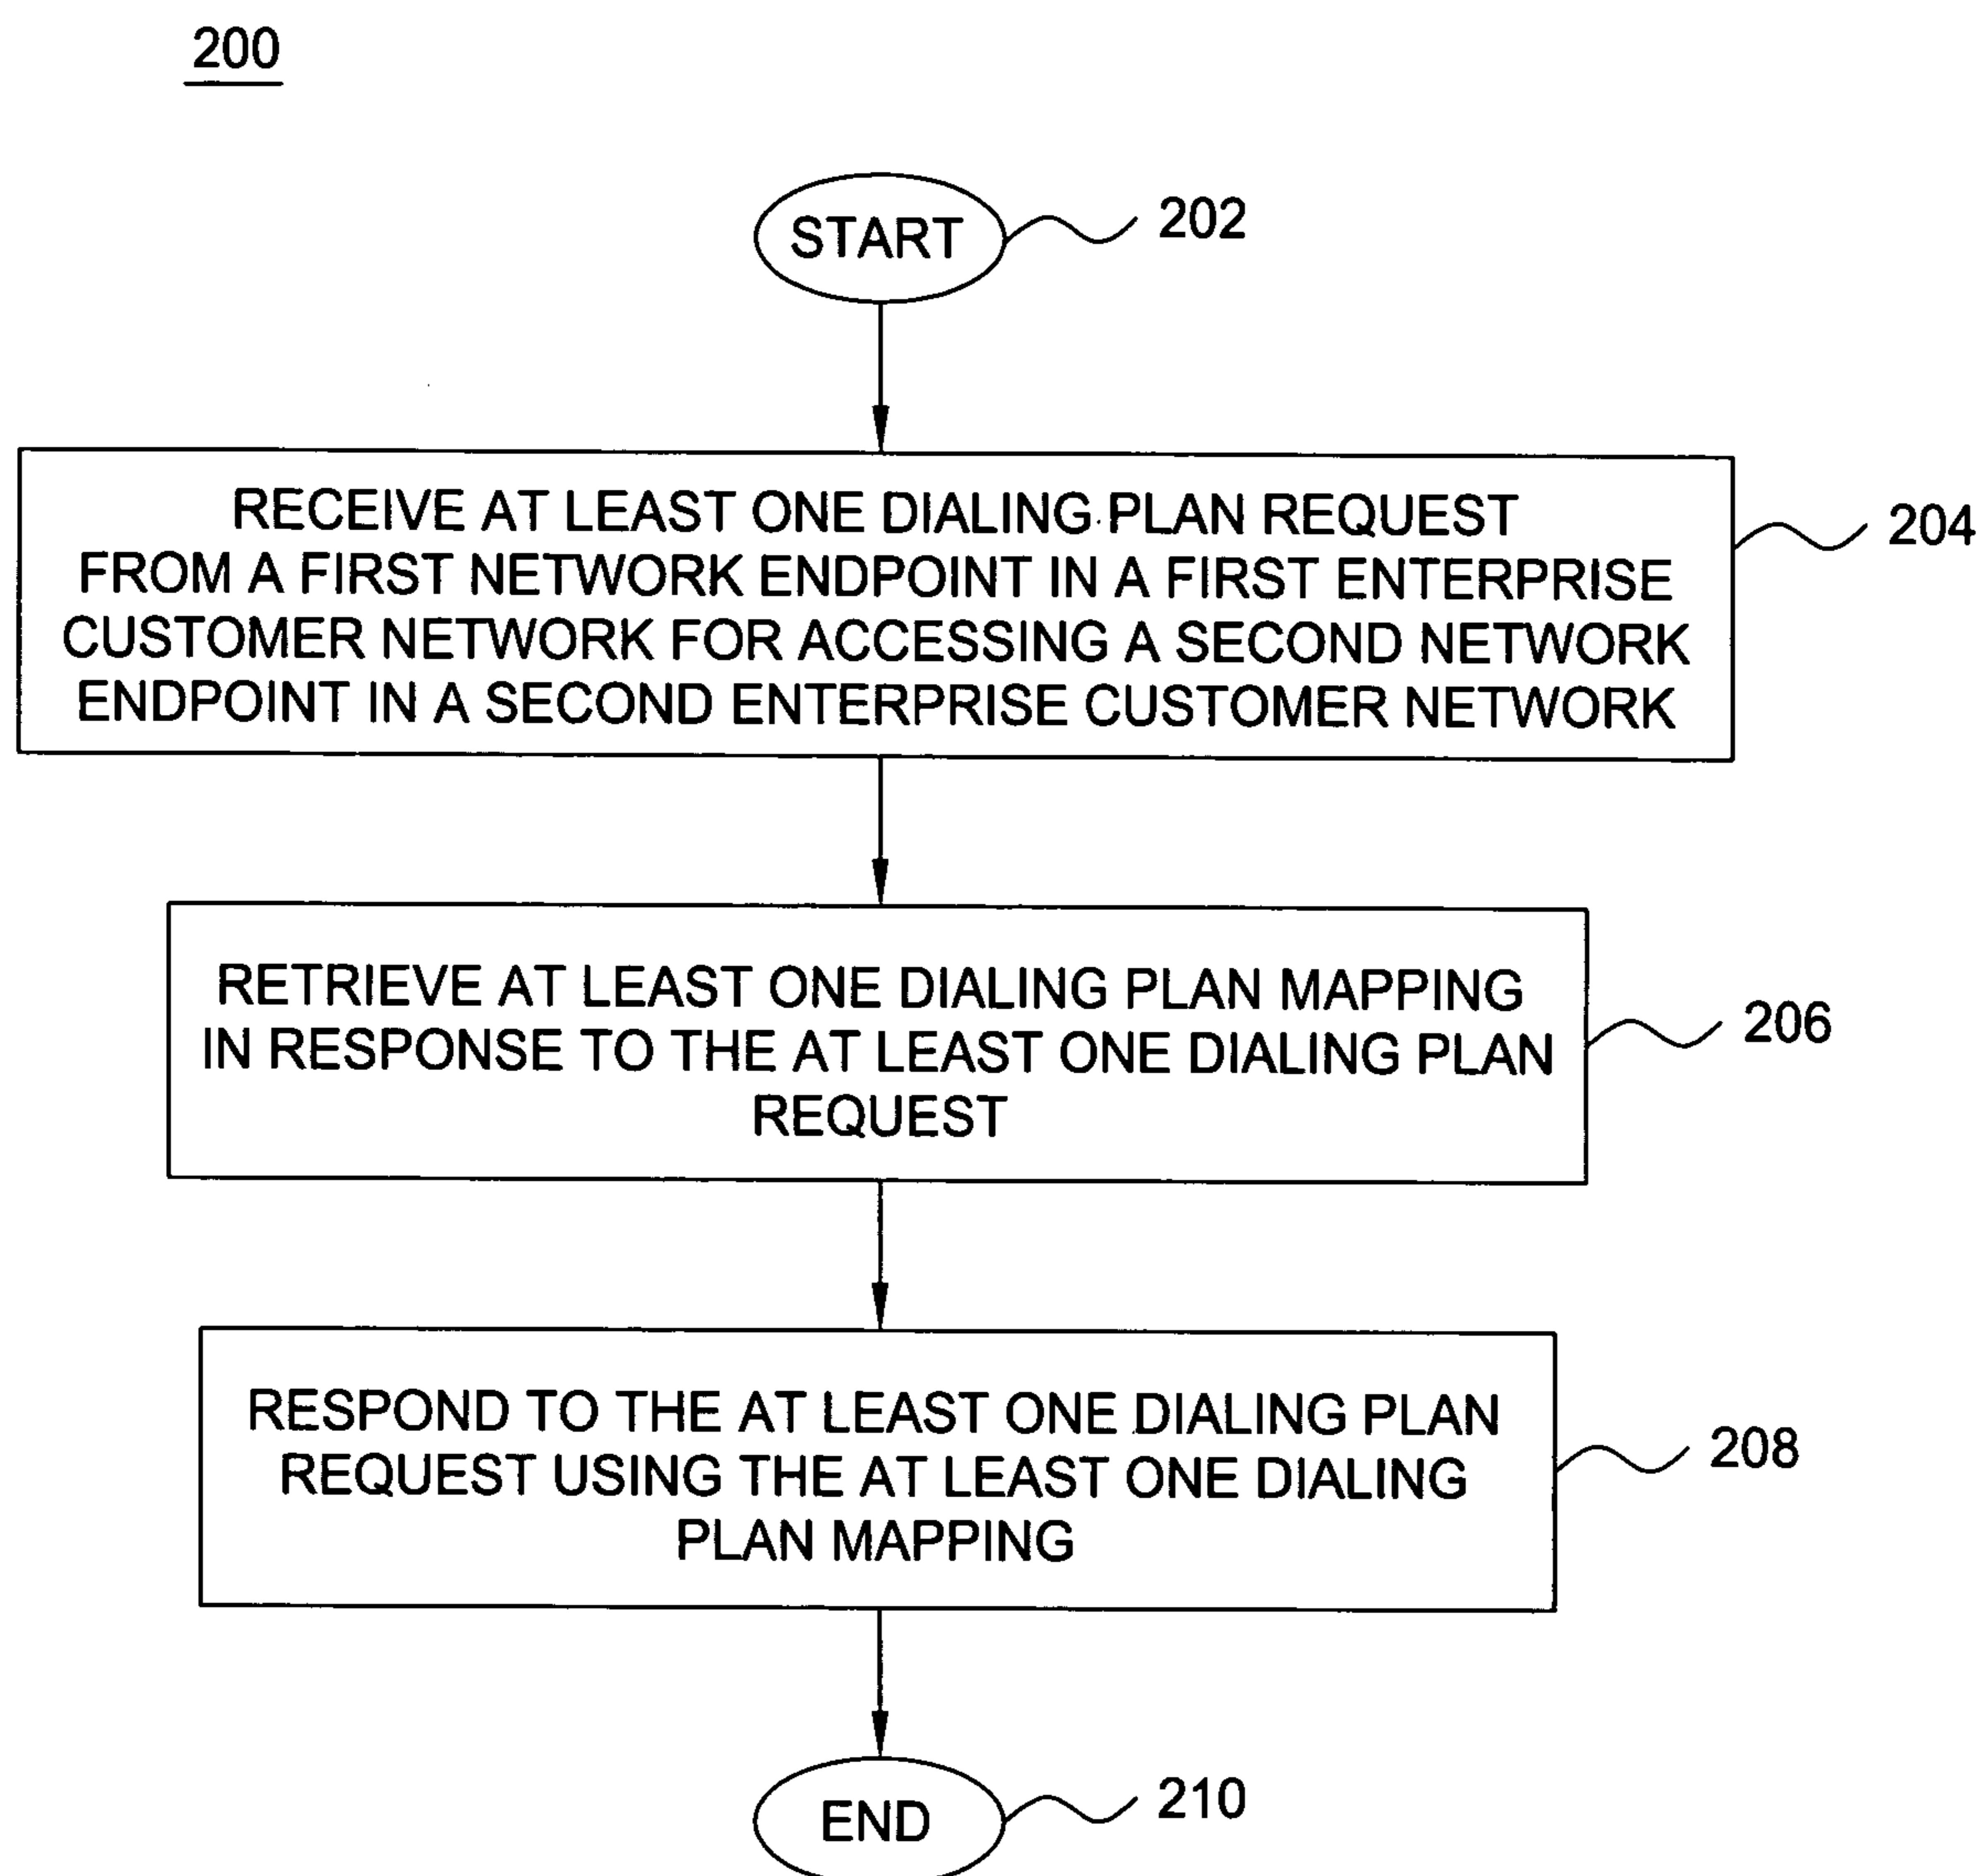 200
START
202
RECEIVE AT LEAST ONE DIALING PLAN REQUEST
FROM A FIRST NETWORK ENDPOINT IN A FIRST ENTERPRISE
CUSTOMER NETWORK FOR ACCESSING A SECOND NETWORK
ENDPOINT IN A SECOND ENTERPRISE CUSTOMER NETWORK
204
RETRIEVE AT LEAST ONE DIALING PLAN MAPPING
IN RESPONSE TO THE AT LEAST ONE DIALING PLAN
REQUEST
206
RESPOND TO THE AT LEAST ONE DIALING PLAN
REQUEST USING THE AT LEAST ONE DIALING
PLAN MAPPING
208
END
210